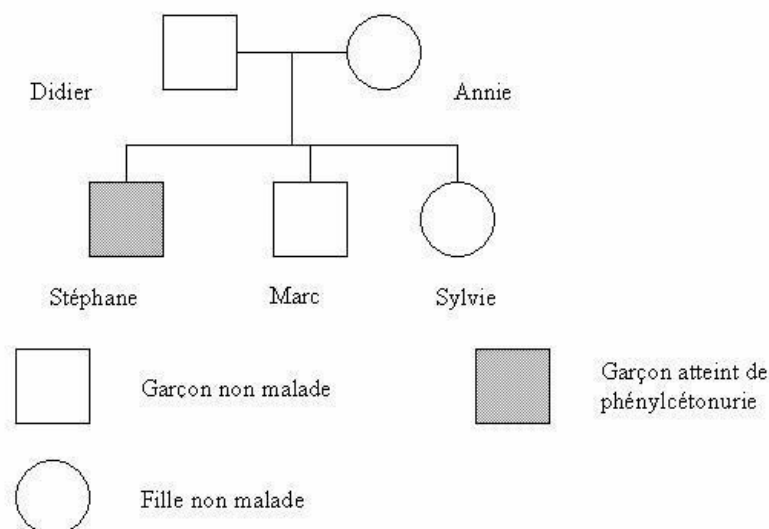 Didier
Annie
Stéphane
Marc
Sylvie
Garçon non malade
Garçon atteint de
phénylcétonurie
Fille non malade